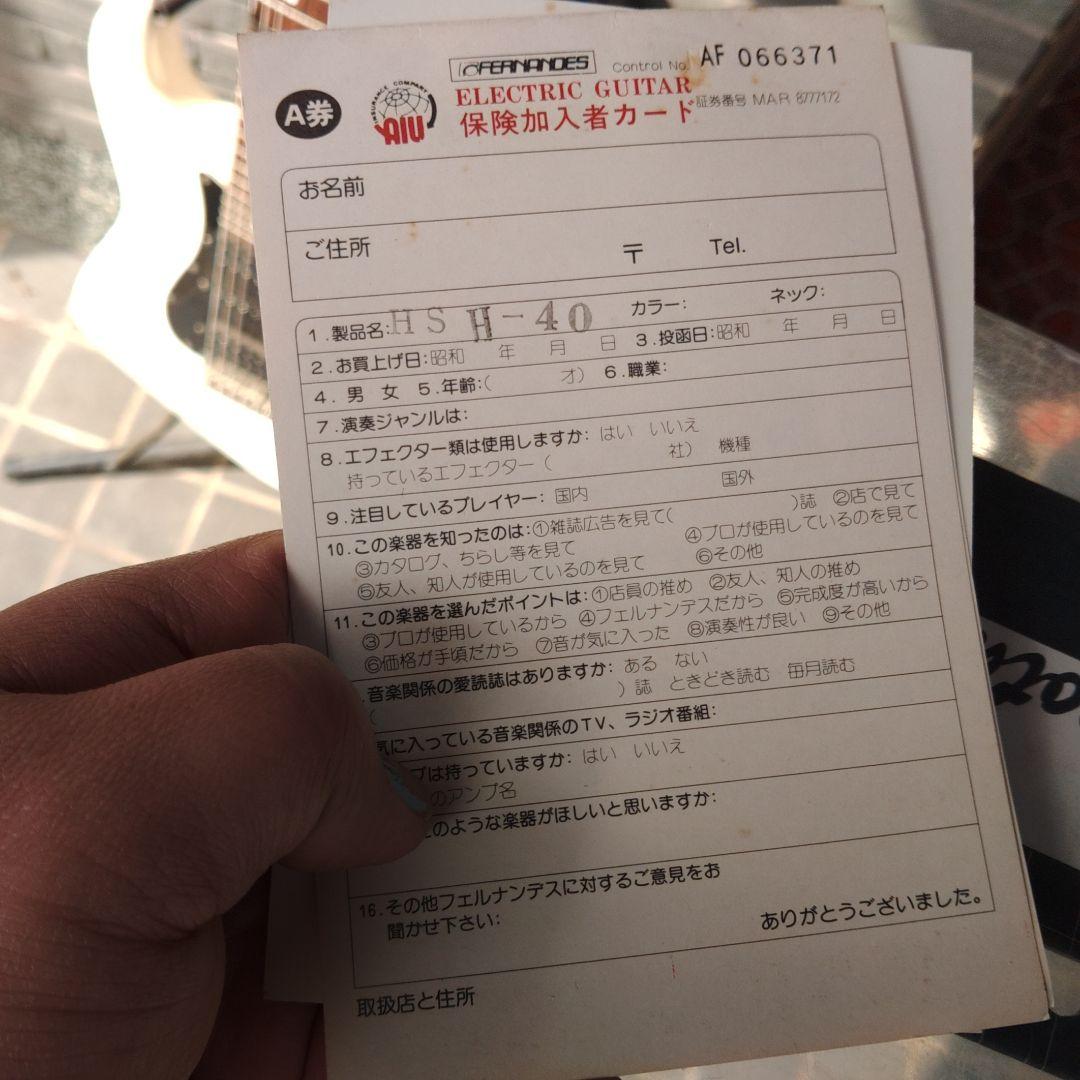 FERNANDES Control No. AF 066371
A券 INSURANCE COMPANY AIU ELECTRIC GUITAR 証券番号 MAR 8777172
保険加入者カード
お名前
ご住所 〒 Tel.
1.製品名: HSH-40 カラー: ネック:
2.お買上げ日:昭和 年 月 日 3.投函日:昭和 年 月 日
4. 男 女 5.年齢:( 才) 6.職業:
7.演奏ジャンルは:
8.エフェクター類は使用しますか: はい いいえ
持っているエフェクター( 社) 機種
9.注目しているプレイヤー: 国内 国外
10.この楽器を知ったのは:①雑誌広告を見て( )誌 ②店で見て
③カタログ、ちらし等を見て ④プロが使用しているのを見て
⑤友人、知人が使用しているのを見て ⑥その他
11.この楽器を選んだポイントは:①店員の推め ②友人、知人の推め
③プロが使用しているから ④フェルナンデスだから ⑤完成度が高いから
⑥価格が手頃だから ⑦音が気に入った ⑧演奏性が良い ⑨その他
.音楽関係の愛読誌はありますか: ある ない
( )誌 ときどき読む 毎月読む
気に入っている音楽関係のTV、ラジオ番組:
プは持っていますか: はい いいえ
のアンプ名
のような楽器がほしいと思いますか:
16.その他フェルナンデスに対するご意見をお
聞かせ下さい:
ありがとうございました。
取扱店と住所